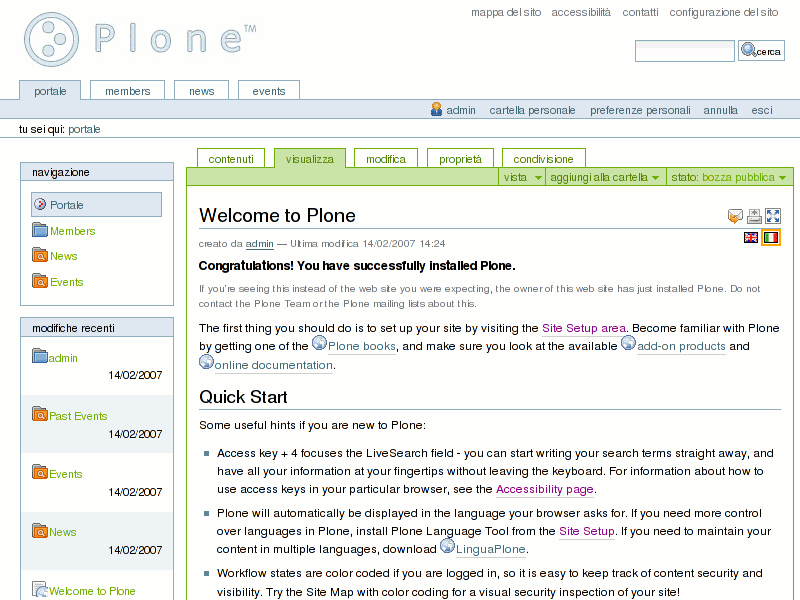 mappa del sito accessibilità contatti configurazione del sito
Plone™
cerca
portale members news events
admin cartella personale preferenze personali annulla esci
tu sei qui: portale
navigazione
Portale
Members
News
Events
modifiche recenti
admin
14/02/2007
Past Events
14/02/2007
Events
14/02/2007
News
14/02/2007
Welcome to Plone
contenuti visualizza modifica proprietà condivisione
vista aggiungi alla cartella stato: bozza pubblica
Welcome to Plone
creato da admin — Ultima modifica 14/02/2007 14:24
Congratulations! You have successfully installed Plone.
If you're seeing this instead of the web site you were expecting, the owner of this web site has just installed Plone. Do not
contact the Plone Team or the Plone mailing lists about this.
The first thing you should do is to set up your site by visiting the Site Setup area. Become familiar with Plone
by getting one of the Plone books, and make sure you look at the available add-on products and
online documentation.
Quick Start
Some useful hints if you are new to Plone:
Access key + 4 focuses the LiveSearch field - you can start writing your search terms straight away, and
have all your information at your fingertips without leaving the keyboard. For information about how to
use access keys in your particular browser, see the Accessibility page.
Plone will automatically be displayed in the language your browser asks for. If you need more control
over languages in Plone, install Plone Language Tool from the Site Setup. If you need to maintain your
content in multiple languages, download LinguaPlone.
Workflow states are color coded if you are logged in, so it is easy to keep track of content security and
visibility. Try the Site Map with color coding for a visual security inspection of your site!